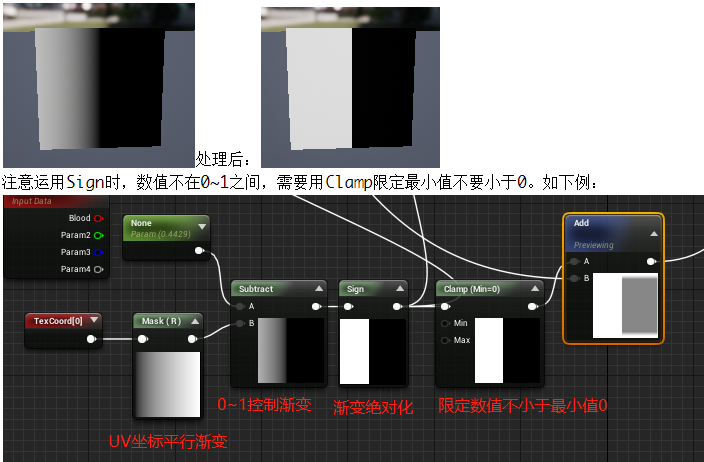 处理后：
注意运用Sign时，数值不在0~1之间，需要用Clamp限定最小值不要小于0。如下例：
Input Data
Blood
Param2
Param3
Param4
None
Param (0.4429)
Add
Previewing
A
B
Subtract
A
B
Sign
Clamp (Min=0)
Min
Max
TexCoord[0]
Mask ( R )
0~1控制渐变
渐变绝对化
限定数值不小于最小值0
UV坐标平行渐变